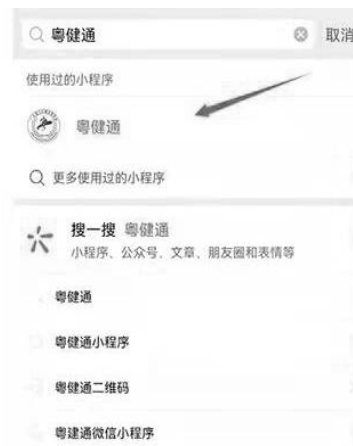 粤健通
取消
使用过的小程序
粤健通
更多使用过的小程序
搜一搜 粤健通
小程序、公众号、文章、朋友圈和表情等
粤健通
粤健通小程序
粤健通二维码
粤建通微信小程序